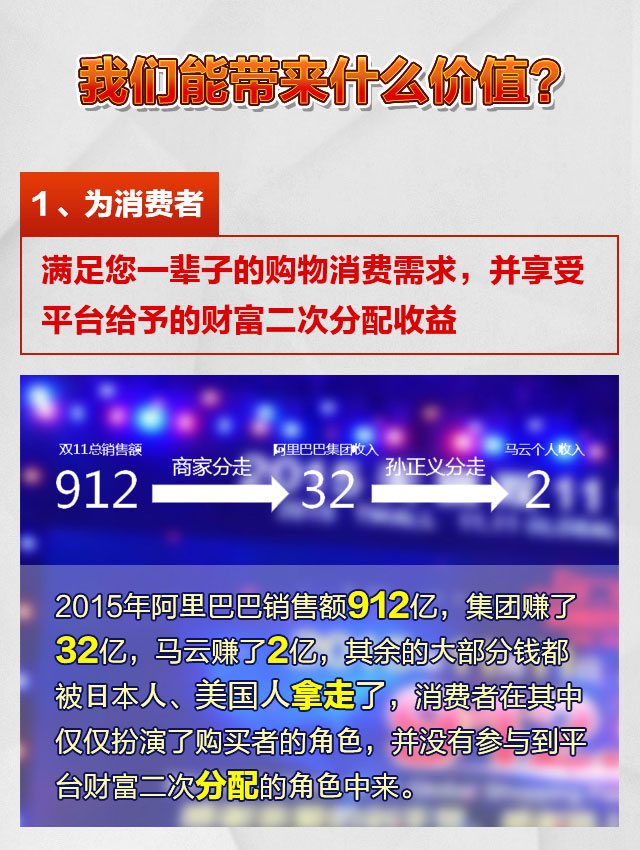 我们能带来什么价值?
1、为消费者
满足您一辈子的购物消费需求，并享受
平台给予的财富二次分配收益
双11总销售额
912
商家分走
阿里巴巴集团收入
32
孙正义分走
马云个人收入
2
2015年阿里巴巴销售额912亿，集团赚了
32亿，马云赚了2亿，其余的大部分钱都
被日本人、美国人拿走了，消费者在其中
仅仅扮演了购买者的角色，并没有参与到平
台财富二次分配的角色中来。